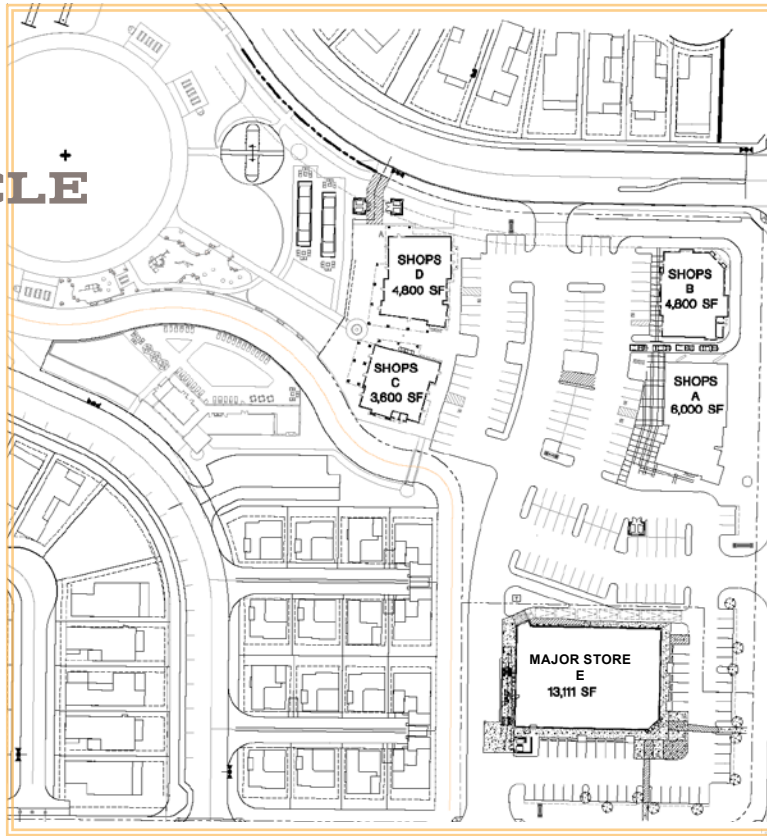 CLE
SHOPS
D
4,800 SF
SHOPS
B
4,800 SF
SHOPS
C
3,600 SF
SHOPS
A
6,000 SF
MAJOR STORE
E
13,111 SF